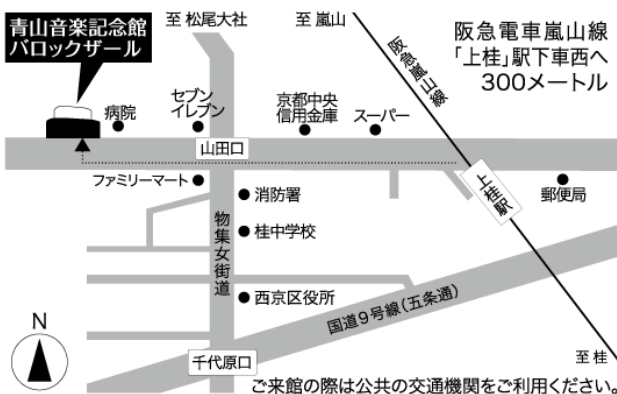 青山音楽記念館
バロックザール
至 松尾大社
至 嵐山
阪急嵐山線
阪急電車嵐山線
「上桂」駅下車西へ
300メートル
病院
セブン
イレブン
京都中央
信用金庫
スーパー
山田口
ファミリーマート
消防署
上桂駅
郵便局
物集女街道
桂中学校
西京区役所
国道9号線(五条通)
N
千代原口
至 桂
ご来館の際は公共の交通機関をご利用ください。